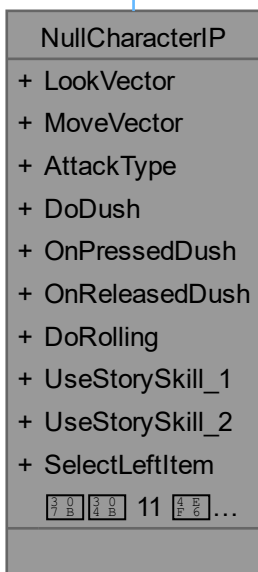 NullCharacterIP
+ LookVector
+ MoveVector
+ AttackType
+ DoDush
+ OnPressedDush
+ OnReleasedDush
+ DoRolling
+ UseStorySkill_1
+ UseStorySkill_2
+ SelectLeftItem
11 ...